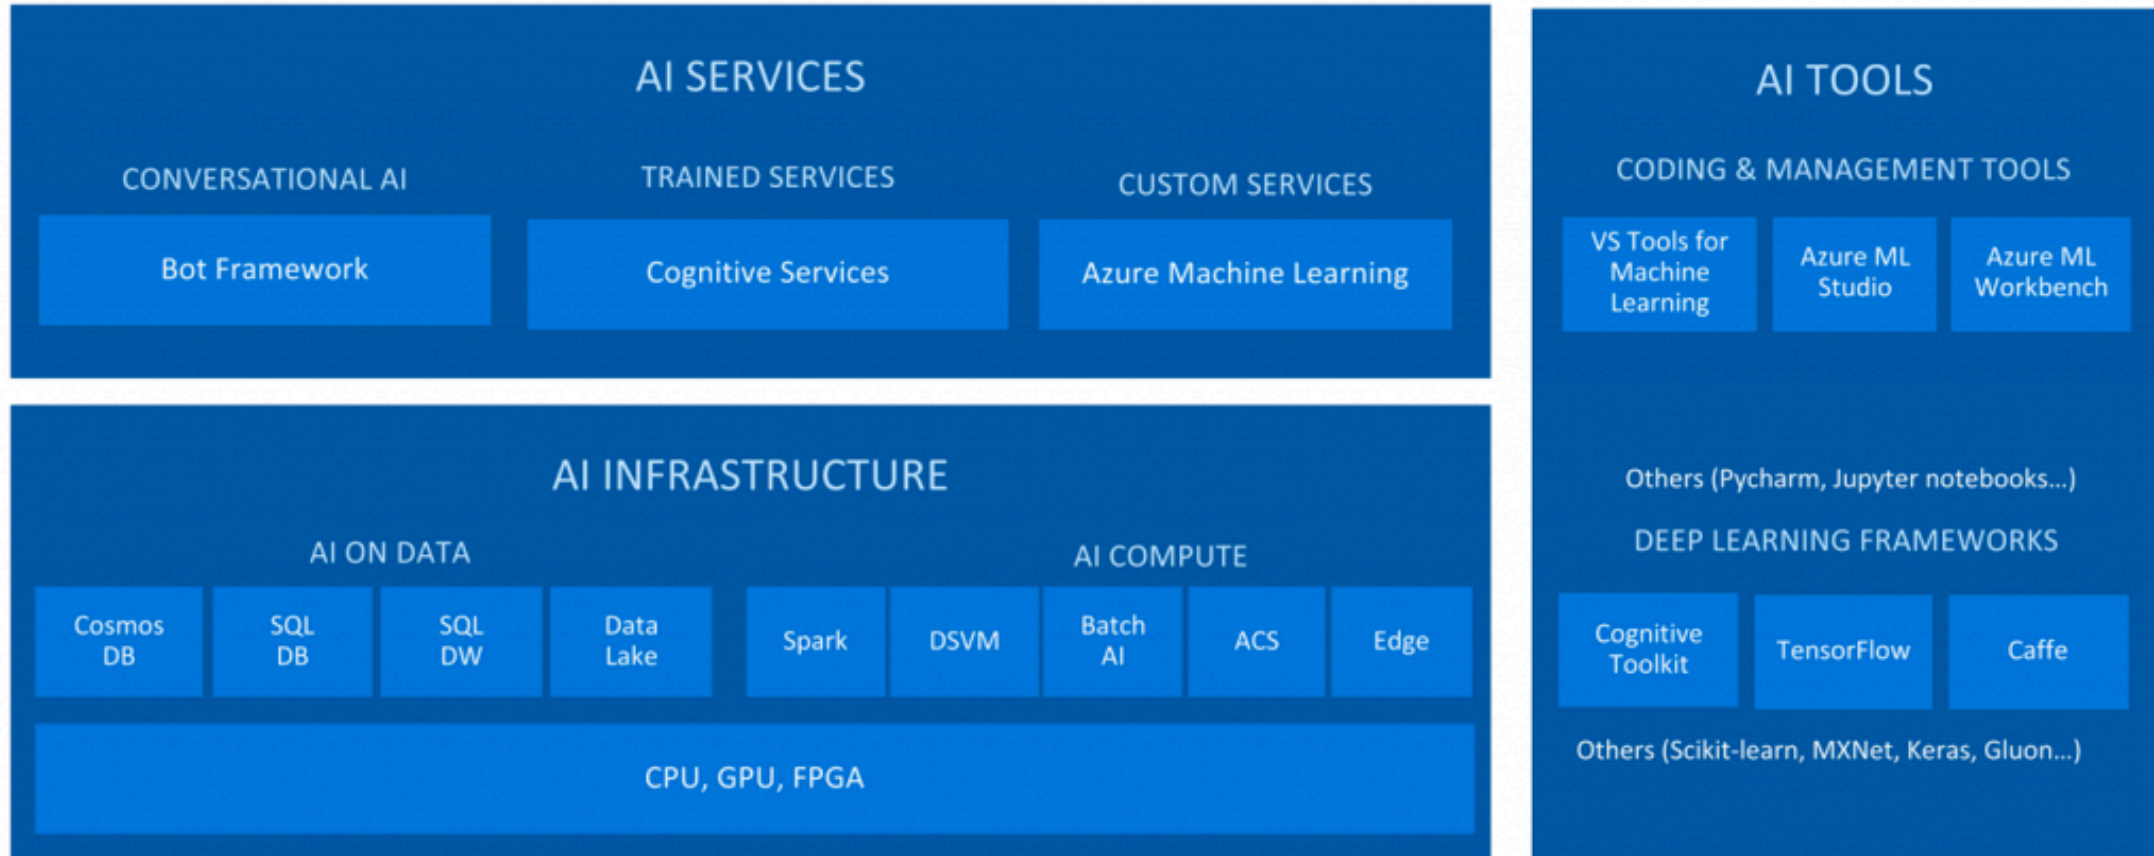 AI SERVICES
CONVERSATIONAL AI
Bot Framework
TRAINED SERVICES
Cognitive Services
CUSTOM SERVICES
Azure Machine Learning
AI INFRASTRUCTURE
AI ON DATA
Cosmos
DB
SQL
DB
SQL
DW
Data
Lake
AI COMPUTE
Spark
DSVM
Batch
AI
ACS
Edge
CPU, GPU, FPGA
AI TOOLS
CODING & MANAGEMENT TOOLS
VS Tools for
Machine
Learning
Azure ML
Studio
Azure ML
Workbench
Others (Pycharm, Jupyter notebooks...)
DEEP LEARNING FRAMEWORKS
Cognitive
Toolkit
TensorFlow
Caffe
Others (Scikit-learn, MXNet, Keras, Gluon...)